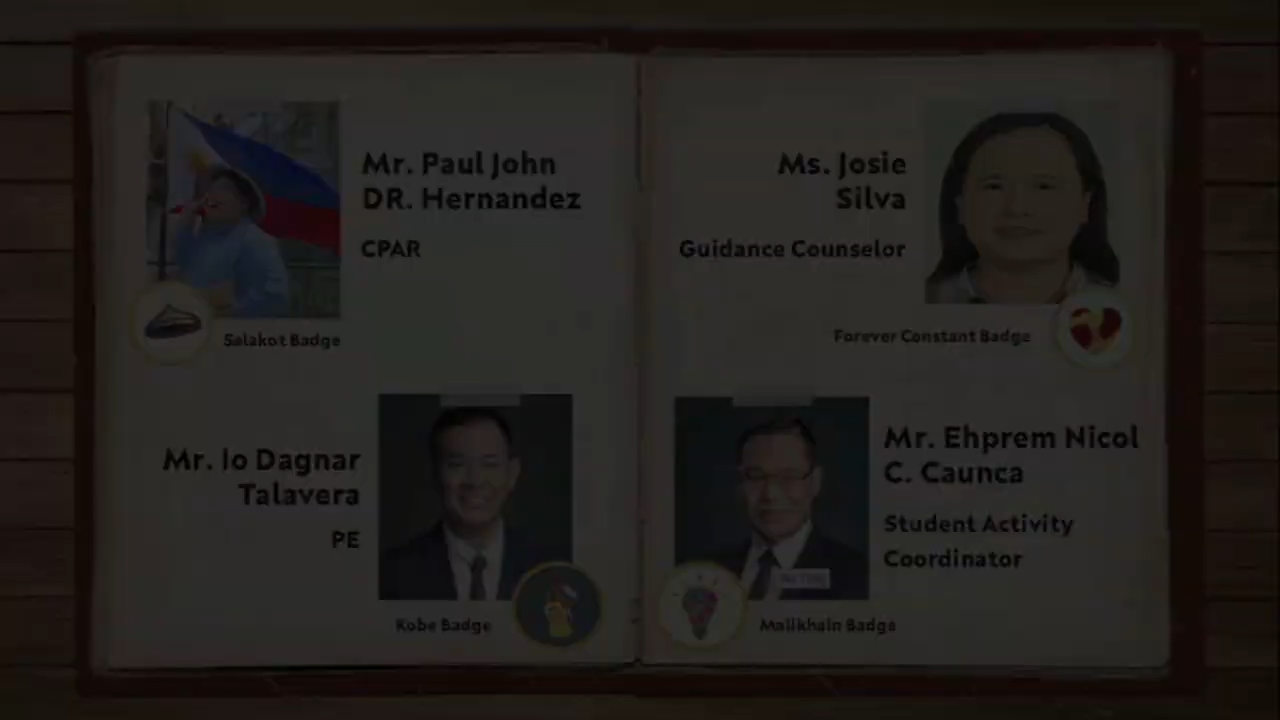 Mr. Paul John
DR. Hernandez
CPAR
Salakot Badge
Mr. Io Dagnar
Talavera
PE
Kobe Badge
Ms. Josie
Silva
Guidance Counselor
Forever Constant Badge
Mr. Ehprem Nicol
C. Caunca
Student Activity
Coordinator
Malikhain Badge